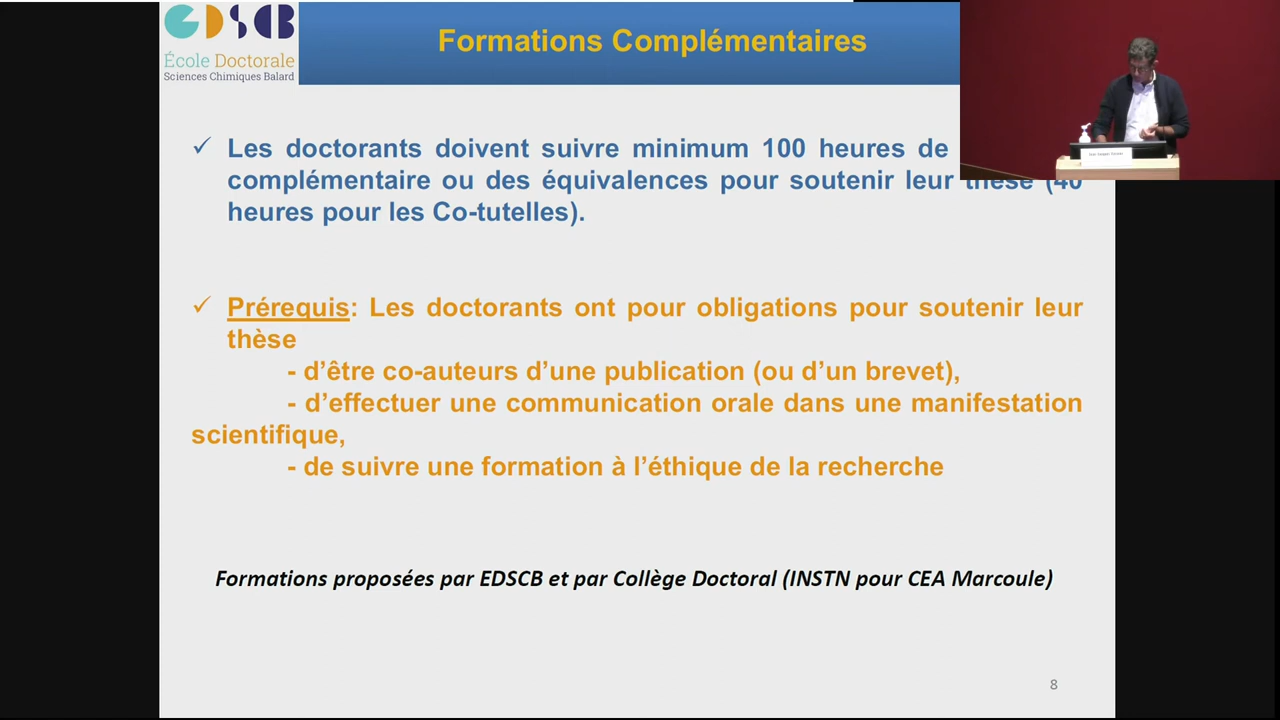 EDSCB
École Doctorale
Sciences Chimiques Balard
Formations Complémentaires
✓ Les doctorants doivent suivre minimum 100 heures de
complémentaire ou des équivalences pour soutenir leur thèse (40
heures pour les Co-tutelles).
✓ Prérequis: Les doctorants ont pour obligations pour soutenir leur
thèse
- d’être co-auteurs d’une publication (ou d’un brevet),
- d’effectuer une communication orale dans une manifestation
scientifique,
- de suivre une formation à l’éthique de la recherche
Formations proposées par EDSCB et par Collège Doctoral (INSTN pour CEA Marcoule)
8